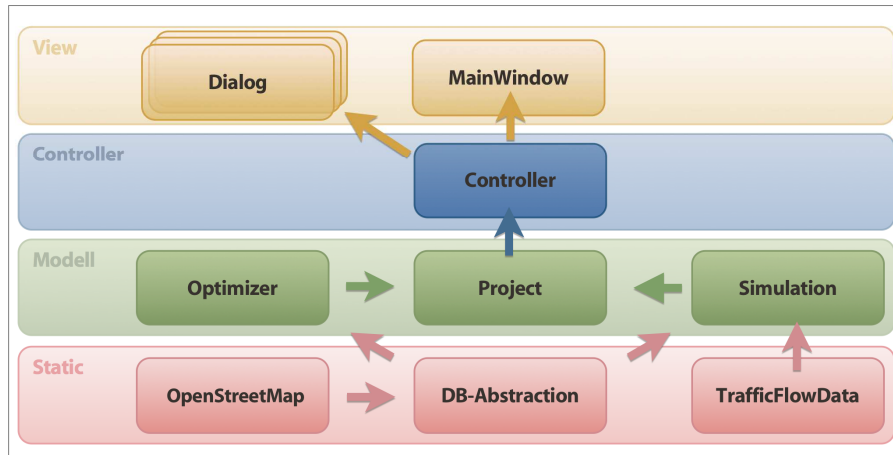 View
Dialog
MainWindow
Controller
Controller
Modell
Optimizer
Project
Simulation
Static
OpenStreetMap
DB-Abstraction
TrafficFlowData